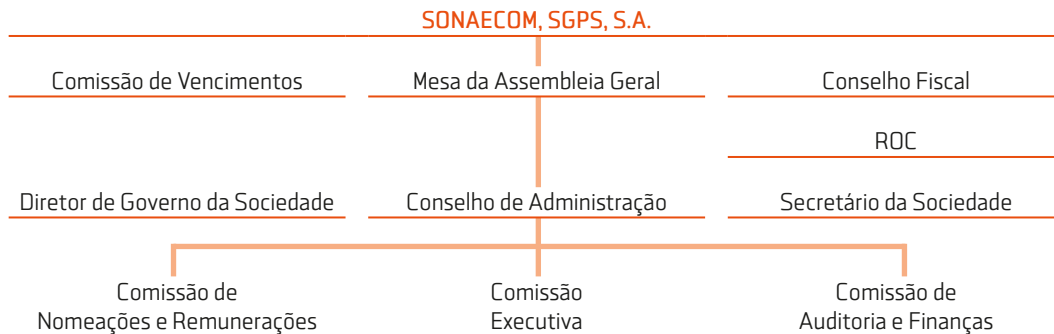 SONAECOM, SGPS, S.A.
Comissão de Vencimentos
Mesa da Assembleia Geral
Conselho Fiscal
ROC
Diretor de Governo da Sociedade
Conselho de Administração
Secretário da Sociedade
Comissão de
Nomeações e Remunerações
Comissão
Executiva
Comissão de
Auditoria e Finanças